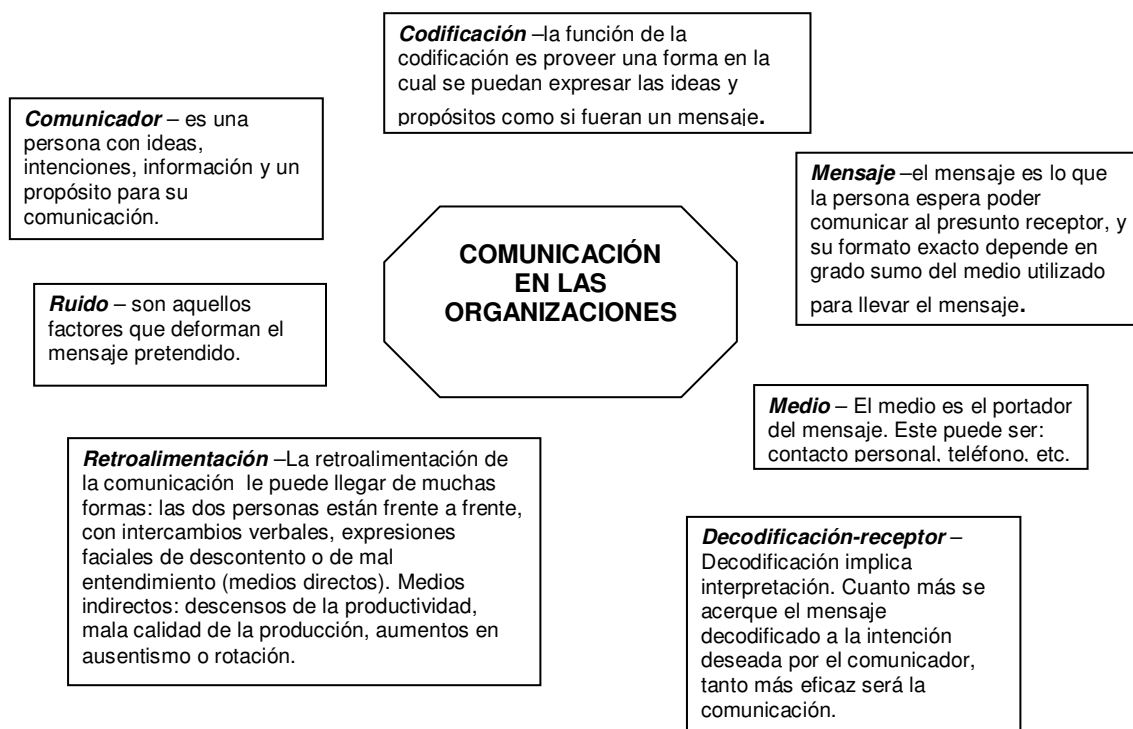 Codificación –la función de la
codificación es proveer una forma en la
cual se puedan expresar las ideas y
propósitos como si fueran un mensaje.
Comunicador – es una
persona con ideas,
intenciones, información y un
propósito para su
comunicación.
Mensaje –el mensaje es lo que
la persona espera poder
comunicar al presunto receptor, y
su formato exacto depende en
grado sumo del medio utilizado
para llevar el mensaje.
COMUNICACIÓN
EN LAS
ORGANIZACIONES
Ruido – son aquellos
factores que deforman el
mensaje pretendido.
Medio – El medio es el portador
del mensaje. Este puede ser:
contacto personal, teléfono, etc.
Retroalimentación –La retroalimentación de
la comunicación le puede llegar de muchas
formas: las dos personas están frente a frente,
con intercambios verbales, expresiones
faciales de descontento o de mal
entendimiento (medios directos). Medios
indirectos: descensos de la productividad,
mala calidad de la producción, aumentos en
ausentismo o rotación.
Decodificación-receptor –
Decodificación implica
interpretación. Cuanto más se
acerque el mensaje
decodificado a la intención
deseada por el comunicador,
tanto más eficaz será la
comunicación.